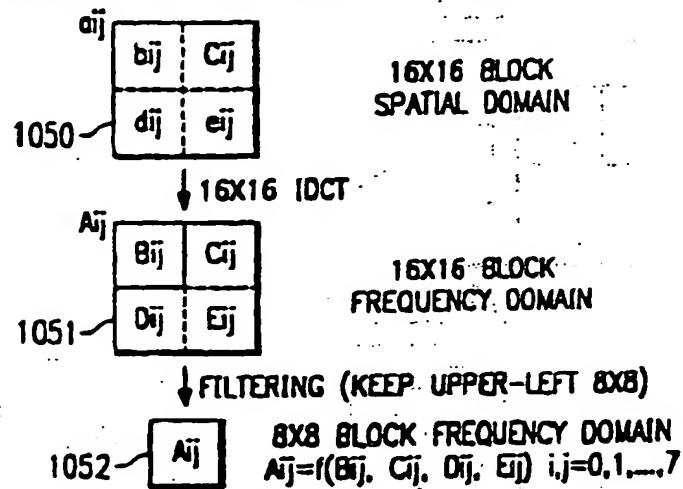 aij
bij Cij
16X16 BLOCK
SPATIAL DOMAIN
1050 dij eij
16X16 IDCT
Aij
Bij Cij
16X16 BLOCK
FREQUENCY DOMAIN
1051 Dij Eij
FILTERING (KEEP UPPER-LEFT 8X8)
1052 Aij
8X8 BLOCK FREQUENCY DOMAIN
Aij=f(Bij, Cij, Dij, Eij) i,j=0,1,...,7